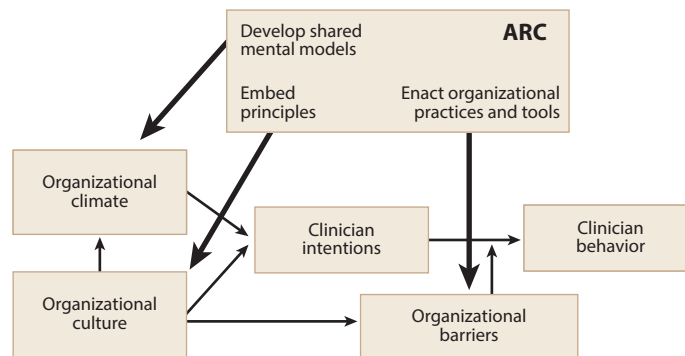 Develop shared
mental models
ARC
Embed
principles
Enact organizational
practices and tools
Organizational
climate
Clinician
intentions
Clinician
behavior
Organizational
culture
Organizational
barriers